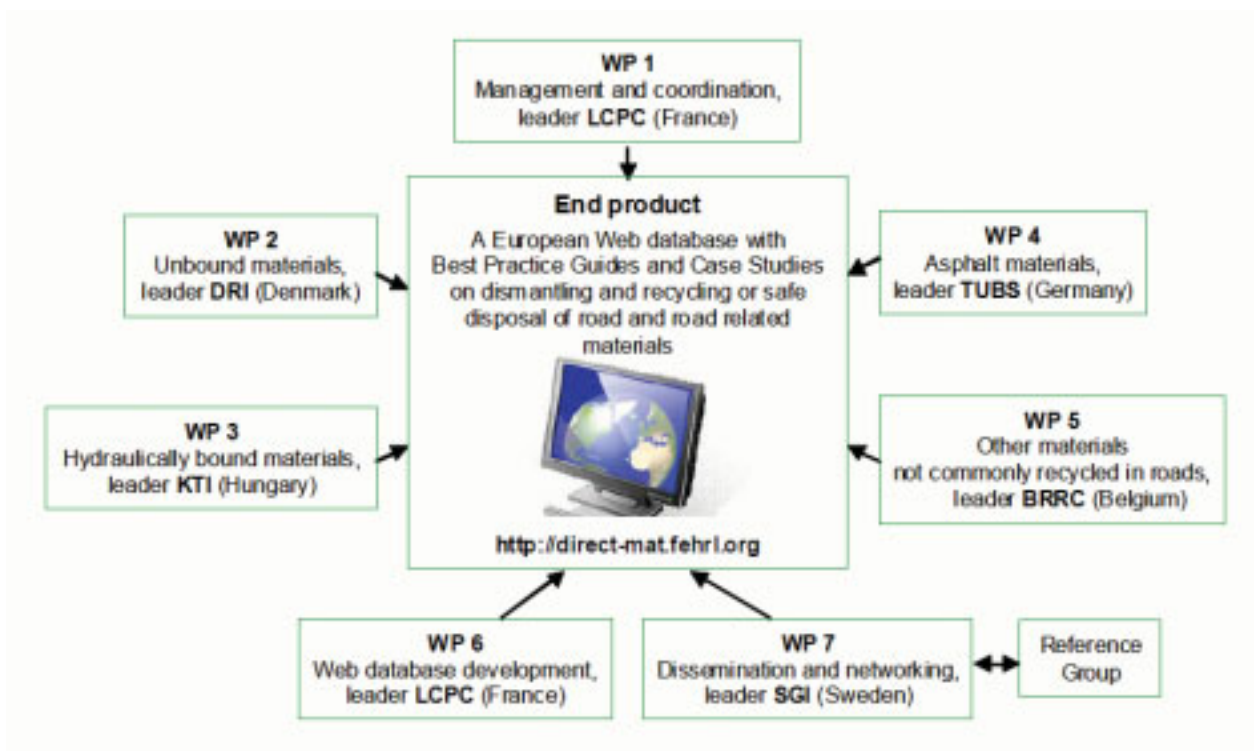 WP 1
Management and coordination,
leader LCPC (France)
End product
A European Web database with
Best Practice Guides and Case Studies
on dismantling and recycling or safe
disposal of road and road related
materials
http://direct-mat.fehrl.org
WP 2
Unbound materials,
leader DRI (Denmark)
WP 4
Asphalt materials,
leader TUBS (Germany)
WP 3
Hydraulically bound materials,
leader KTI (Hungary)
WP 5
Other materials
not commonly recycled in roads,
leader BRRC (Belgium)
WP 6
Web database development,
leader LCPC (France)
WP 7
Dissemination and networking,
leader SGI (Sweden)
Reference
Group